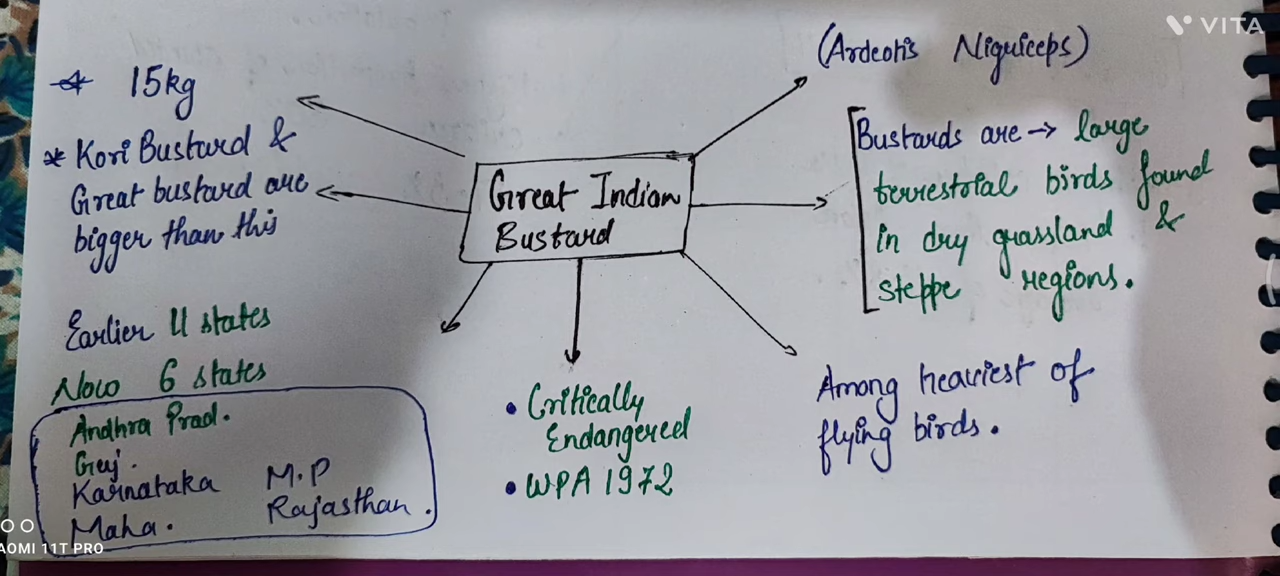 VITA
(Ardeotis Niguiceps)
15kg
* Kori Bustard &
Great bustard are
bigger than this
Great Indian
Bustard
Bustards are → large
terrestrial birds found
in dry grassland &
steppe regions.
Earlier 11 states
Now 6 states
Andhra Prad.
Guj.
Karnataka M.P
Maha. Rajasthan.
• Critically
Endangered
• WPA 1972
Among heaviest of
flying birds.
AOMI 11T PRO